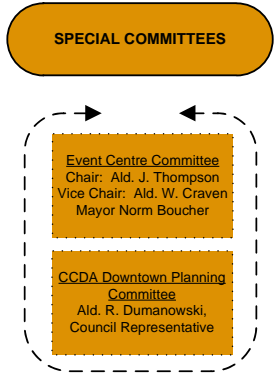 SPECIAL COMMITTEES
Event Centre Committee
Chair: Ald. J. Thompson
Vice Chair: Ald. W. Craven
Mayor Norm Boucher
CCDA Downtown Planning
Committee
Ald. R. Dumanowski,
Council Representative